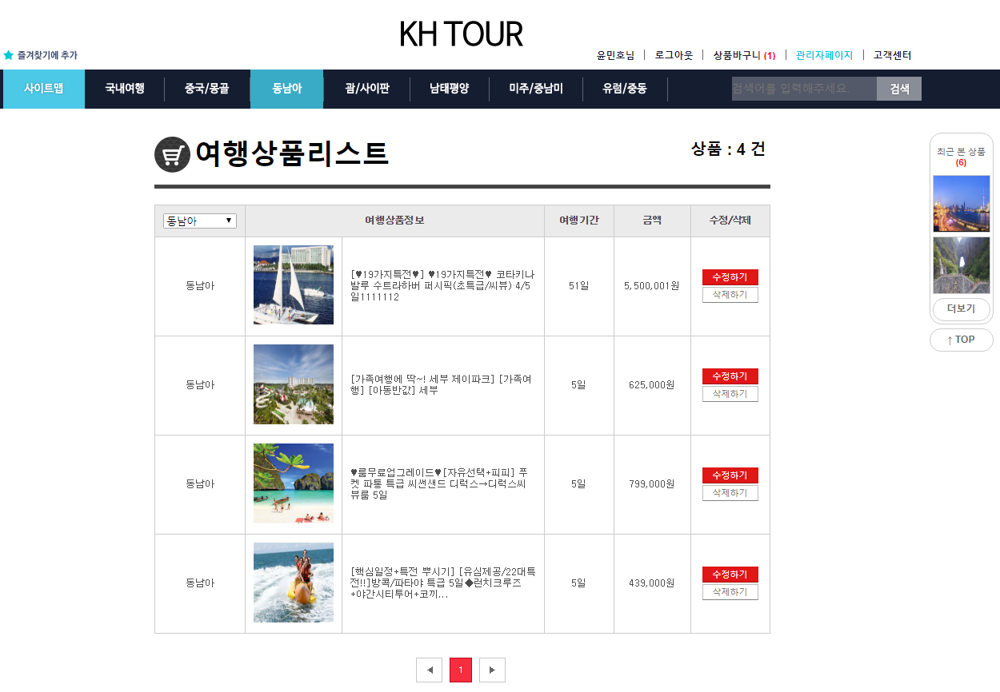 KH TOUR
즐겨찾기에 추가
윤민호님 로그아웃 상품바구니 (1) 관리자페이지 고객센터
사이트맵 국내여행 중국/몽골 동남아 괌/사이판 남태평양 미주/중남미 유럽/중동 검색어를 입력해주세요. 검색
여행상품리스트 상품 : 4 건
최근 본 상품
(6)
더보기
↑ TOP
동남아 ▼ 여행상품정보 여행기간 금액 수정/삭제
동남아
[♥19가지특전♥] ♥19가지특전♥ 코타키나
발루 수트라하버 퍼시픽(초특급/씨뷰) 4/5
일1111112
51일
5,500,001원
수정하기
삭제하기
동남아
[가족여행에 딱~! 세부 제이파크] [가족여
행] [아동반값] 세부
5일
625,000원
수정하기
삭제하기
동남아
♥룸무료업그레이드♥[자유선택+피피] 푸
켓 파통 특급 씨썬샌드 디럭스→디럭스씨
뷰룸 5일
5일
799,000원
수정하기
삭제하기
동남아
[핵심일정+특전 뿌시기] [유심제공/22대특
전!!]방콕/파타야 특급 5일◆런치크루즈
+야간시티투어+코끼...
5일
439,000원
수정하기
삭제하기
◀ 1 ▶